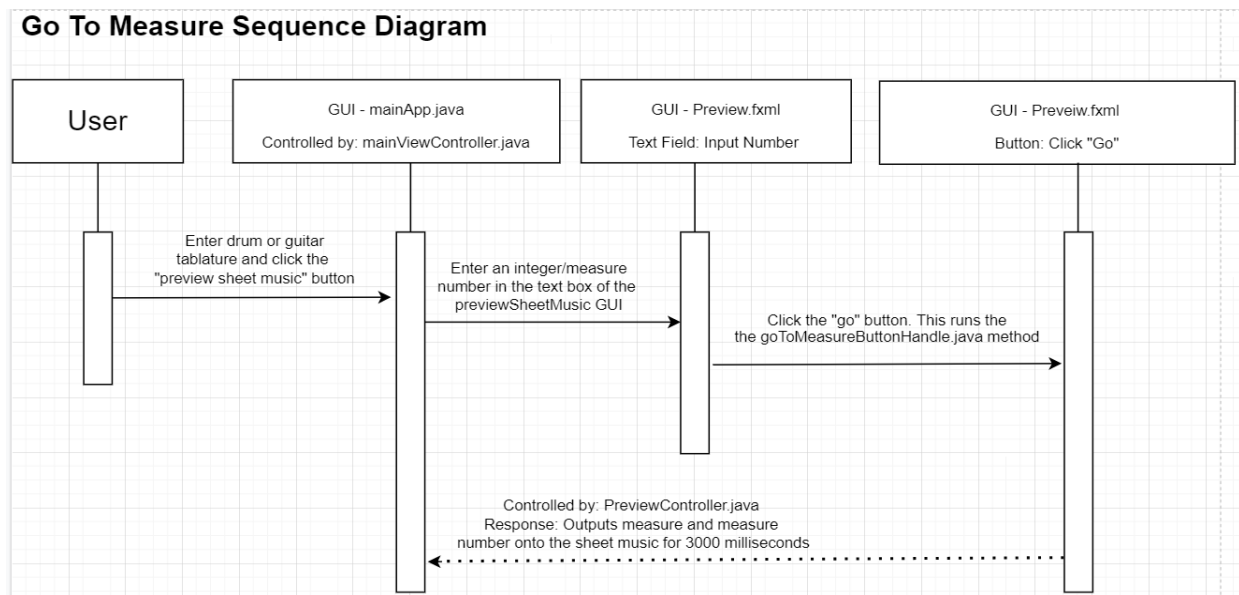 Go To Measure Sequence Diagram
User
GUI - mainApp.java
Controlled by: mainViewController.java
GUI - Preview.fxml
Text Field: Input Number
GUI - Preveiw.fxml
Button: Click "Go"
Enter drum or guitar
tablature and click the
"preview sheet music" button
Enter an integer/measure
number in the text box of the
previewSheetMusic GUI
Click the "go" button. This runs the
the goToMeasureButtonHandle.java method
Controlled by: PreviewController.java
Response: Outputs measure and measure
number onto the sheet music for 3000 milliseconds